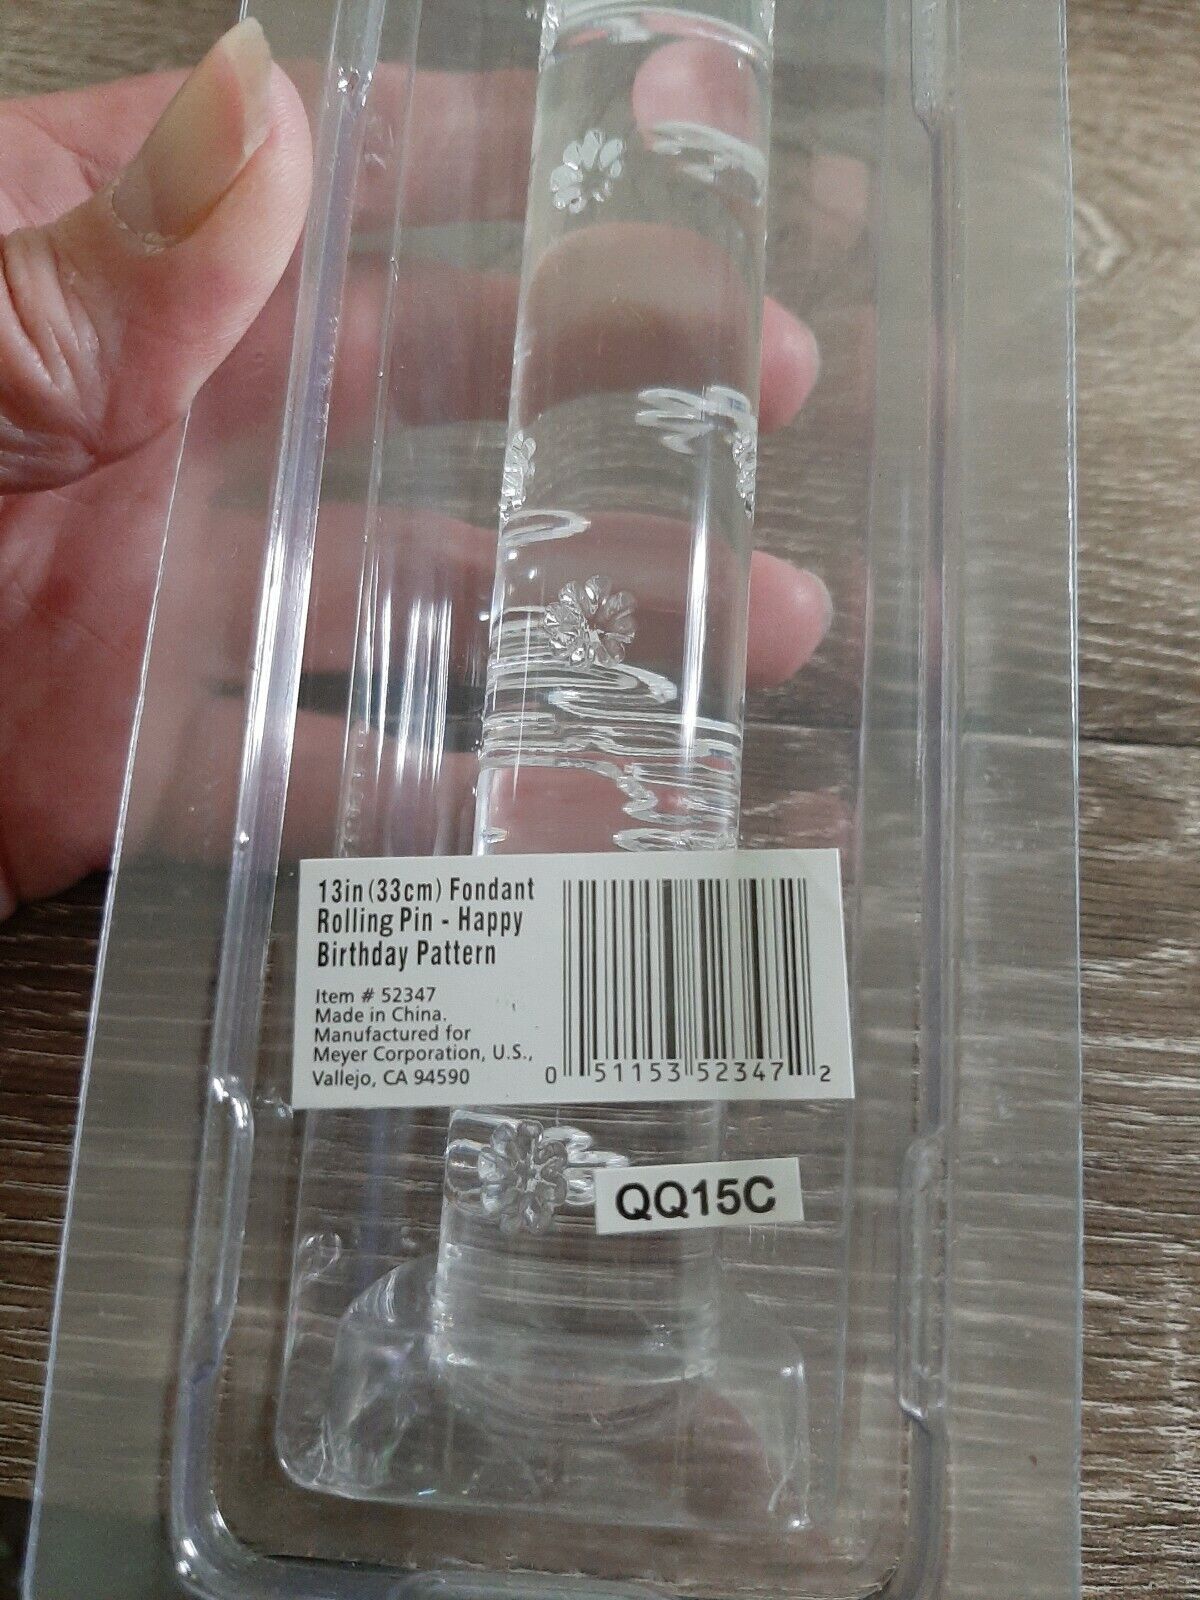 13in (33cm) Fondant
Rolling Pin - Happy
Birthday Pattern
Item # 52347
Made in China.
Manufactured for
Meyer Corporation, U.S.,
Vallejo, CA 94590
0 51153 52347 2
QQ15C